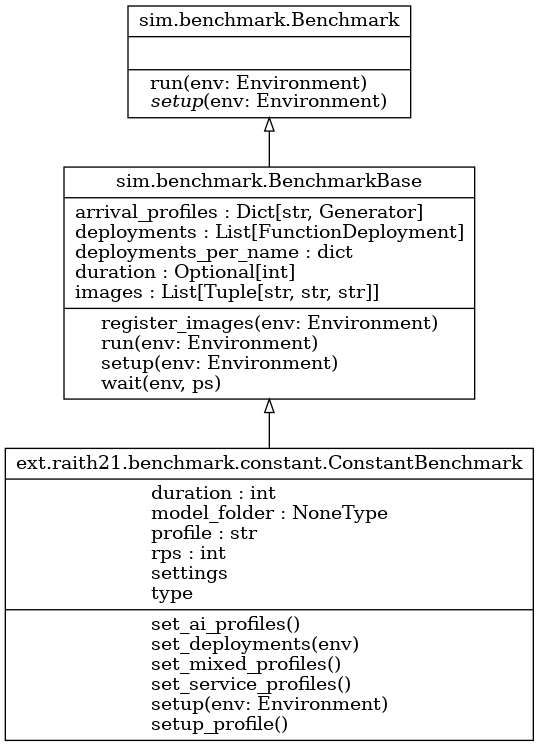 sim.benchmark.Benchmark
run(env: Environment)
setup(env: Environment)
sim.benchmark.BenchmarkBase
arrival_profiles : Dict[str, Generator]
deployments : List[FunctionDeployment]
deployments_per_name : dict
duration : Optional[int]
images : List[Tuple[str, str, str]]
register_images(env: Environment)
run(env: Environment)
setup(env: Environment)
wait(env, ps)
ext.raith21.benchmark.constant.ConstantBenchmark
duration : int
model_folder : NoneType
profile : str
rps : int
settings
type
set_ai_profiles()
set_deployments(env)
set_mixed_profiles()
set_service_profiles()
setup(env: Environment)
setup_profile()